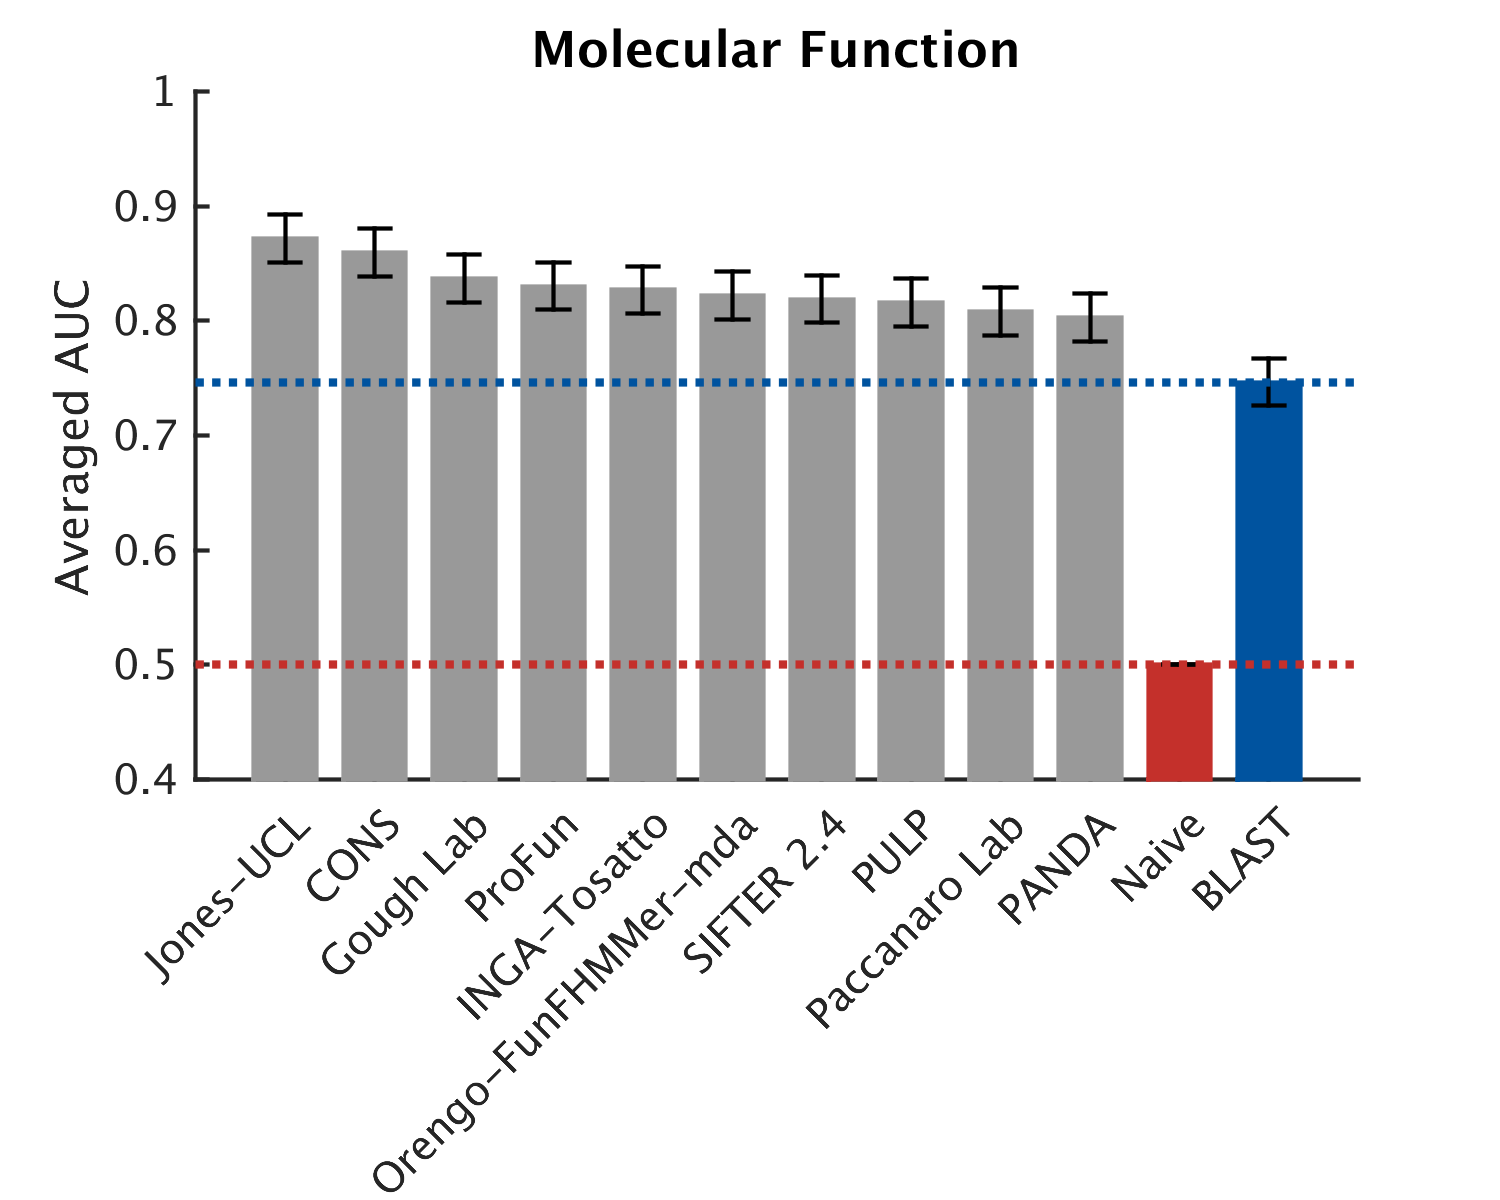 Molecular Function
Averaged AUC
1
0.9
0.8
0.7
0.6
0.5
0.4
Jones-UCL
CONS
Gough Lab
ProFun
INGA-Tosatto
Orengo-FunFHMMer-mda
SIFTER 2.4
PULP
Paccanaro Lab
PANDA
Naive
BLAST